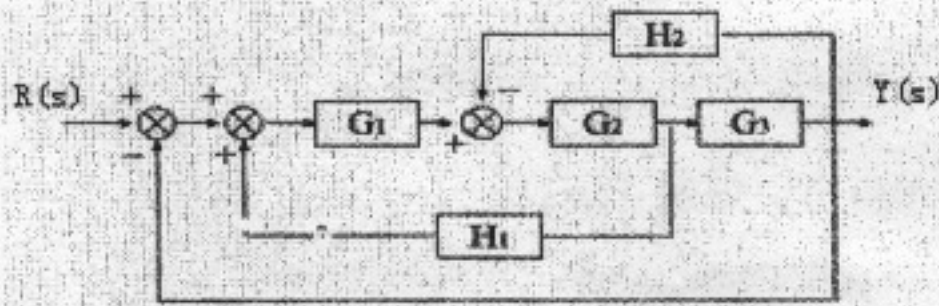 H2
R(s) + + - Y(s)
G1 G2 G3
- + +
H1